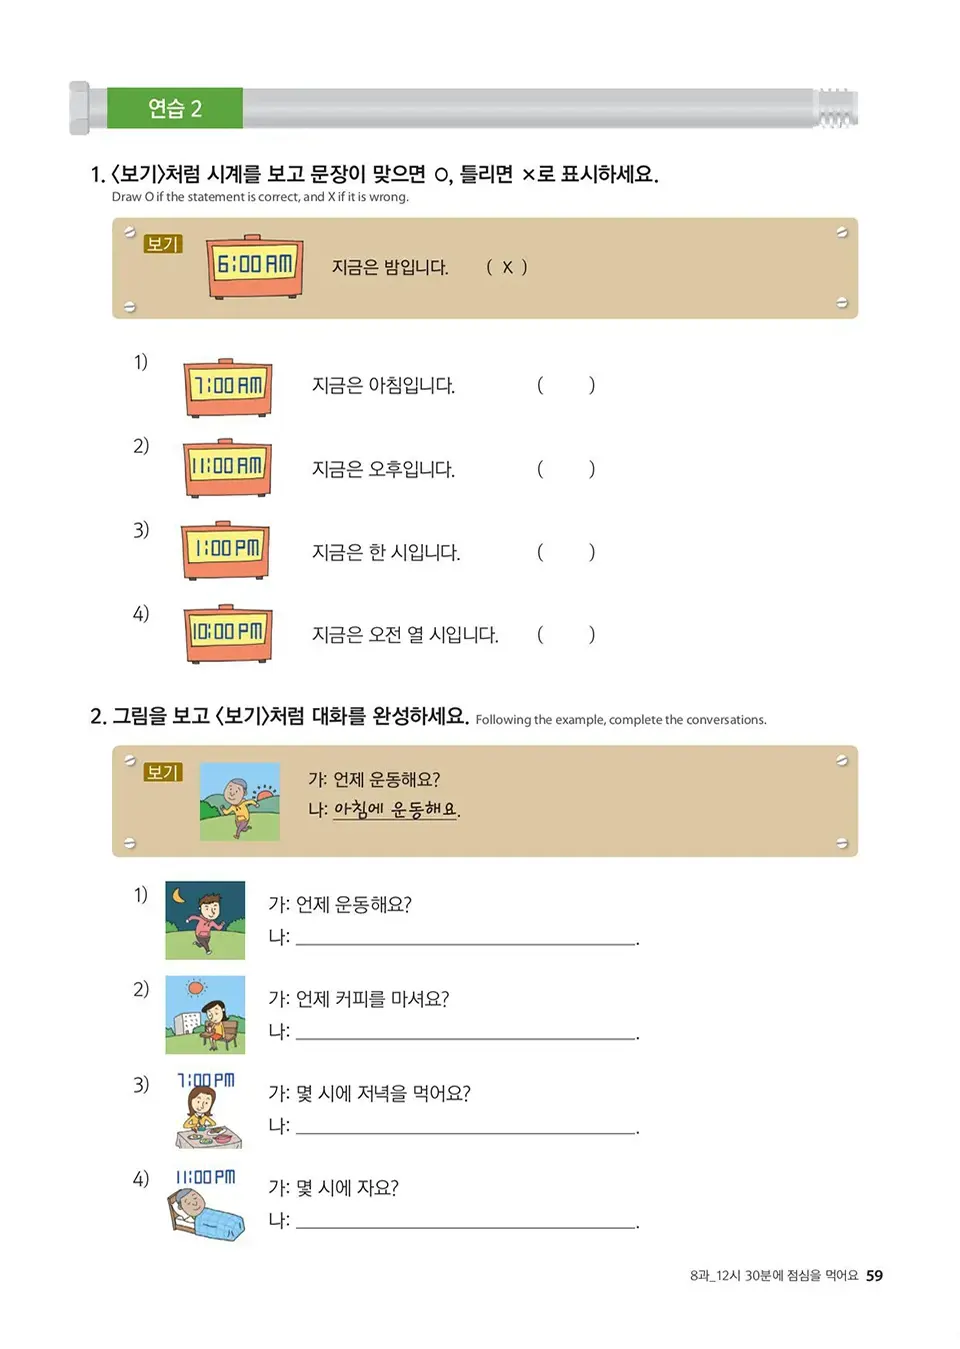 연습 2
1. <보기>처럼 시계를 보고 문장이 맞으면 ○, 틀리면 ×로 표시하세요.
Draw O if the statement is correct, and X if it is wrong.
보기
6:00 AM
지금은 밤입니다. ( X )
1)
7:00 AM
지금은 아침입니다. ( )
2)
11:00 AM
지금은 오후입니다. ( )
3)
1:00 PM
지금은 한 시입니다. ( )
4)
10:00 PM
지금은 오전 열 시입니다. ( )
2. 그림을 보고 <보기>처럼 대화를 완성하세요. Following the example, complete the conversations.
보기
가: 언제 운동해요?
나: 아침에 운동해요.
1)
가: 언제 운동해요?
나: .
2)
가: 언제 커피를 마셔요?
나: .
3)
7:00 PM
가: 몇 시에 저녁을 먹어요?
나: .
4)
11:00 PM
가: 몇 시에 자요?
나: .
8과_12시 30분에 점심을 먹어요 59